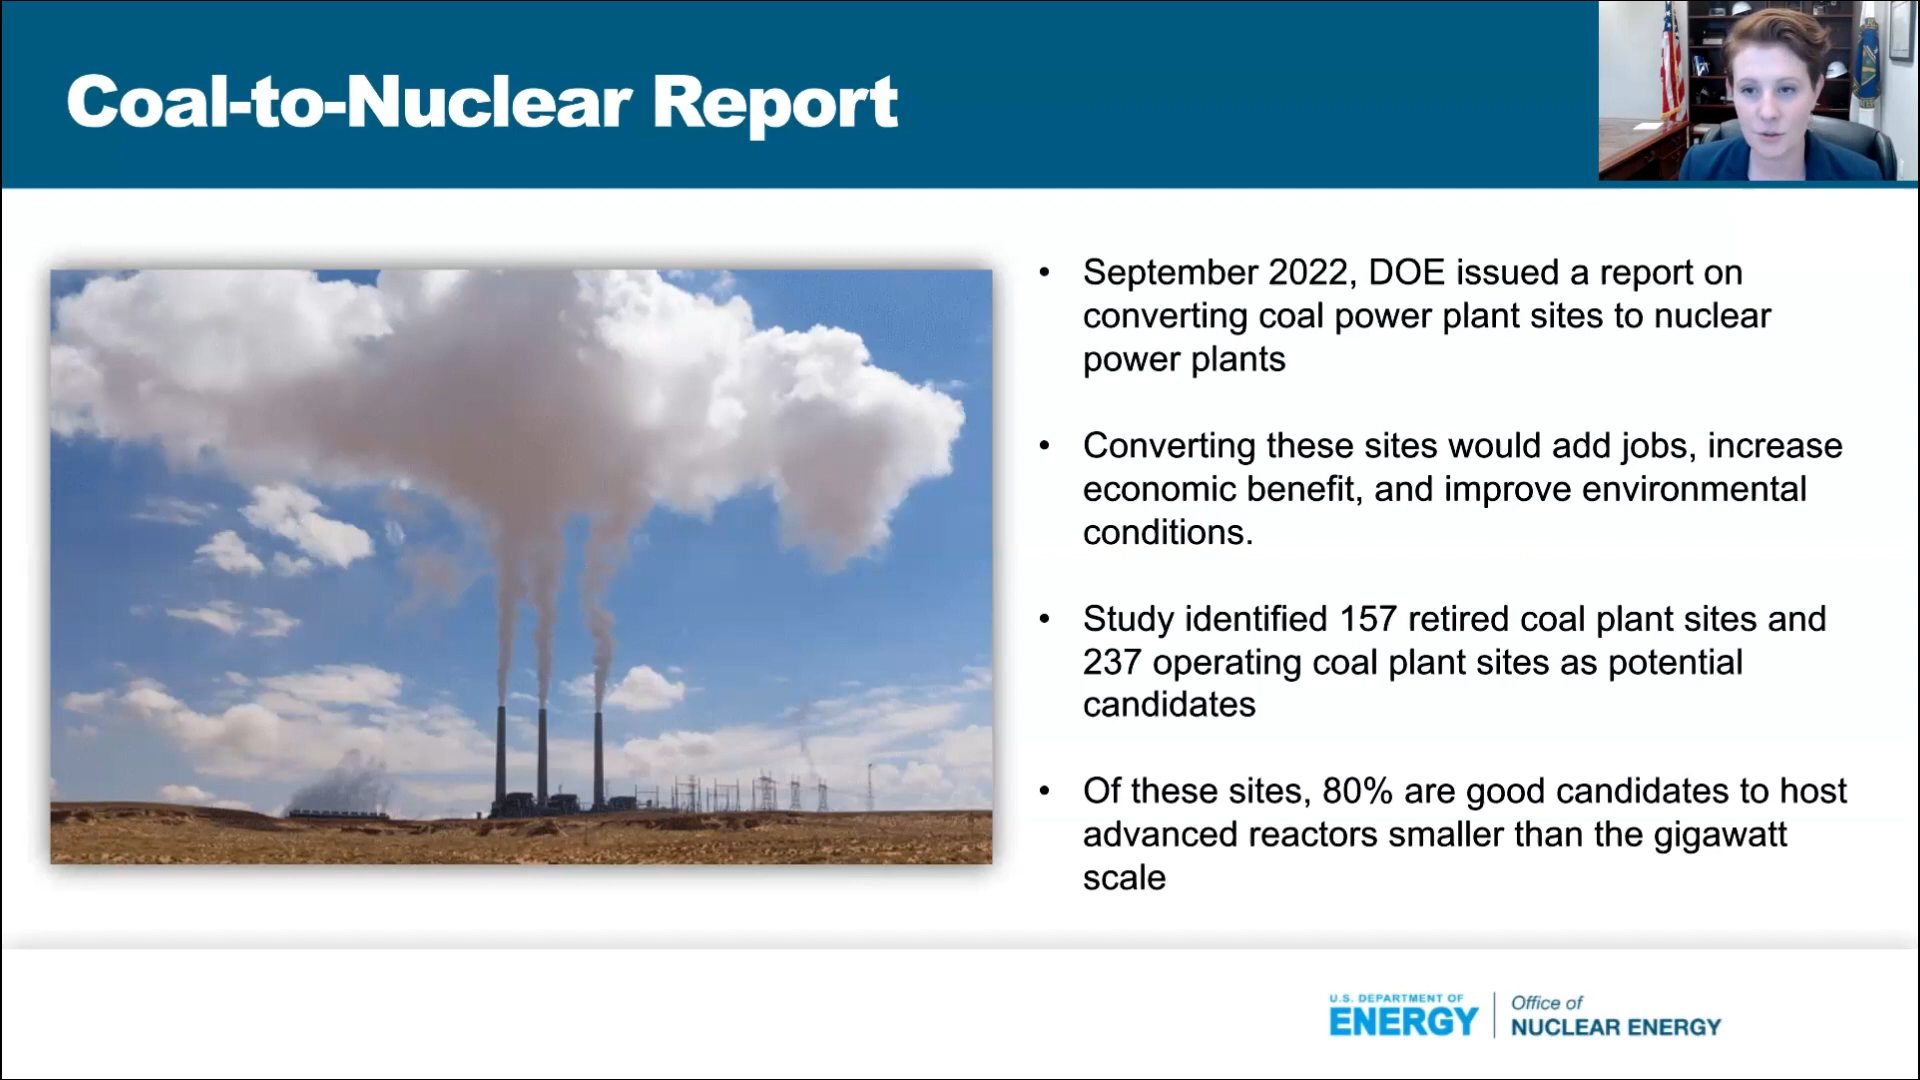 Coal-to-Nuclear Report
• September 2022, DOE issued a report on
converting coal power plant sites to nuclear
power plants
• Converting these sites would add jobs, increase
economic benefit, and improve environmental
conditions.
• Study identified 157 retired coal plant sites and
237 operating coal plant sites as potential
candidates
• Of these sites, 80% are good candidates to host
advanced reactors smaller than the gigawatt
scale
U.S. DEPARTMENT OF
ENERGY
Office of
NUCLEAR ENERGY